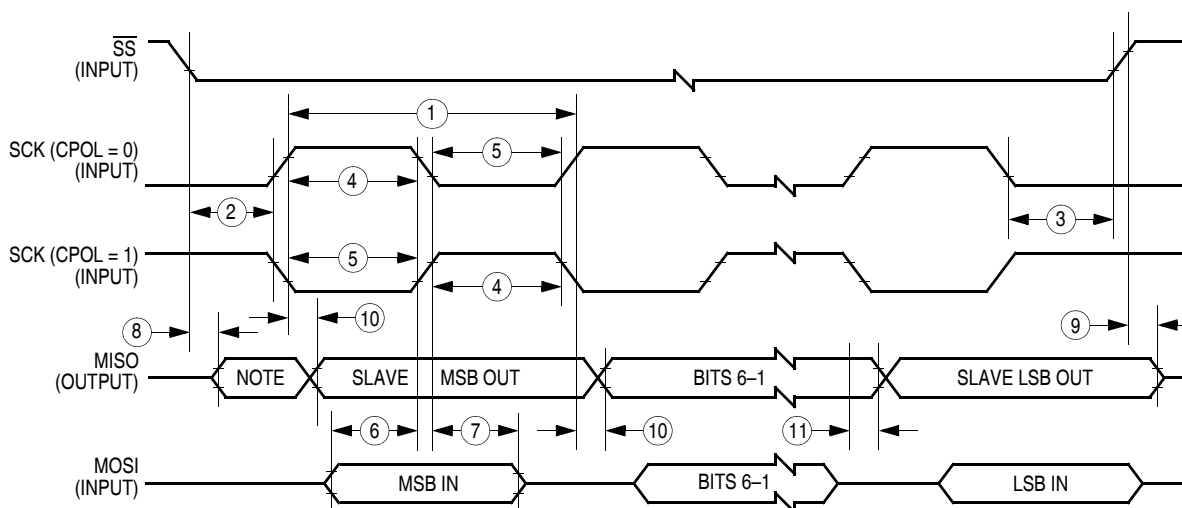 SS
(INPUT)
1
SCK (CPOL = 0)
(INPUT)
5
4
2
3
SCK (CPOL = 1)
(INPUT)
5
4
8
10
9
MISO
(OUTPUT)
NOTE
SLAVE
MSB OUT
BITS 6–1
SLAVE LSB OUT
6
7
10
11
MOSI
(INPUT)
MSB IN
BITS 6–1
LSB IN